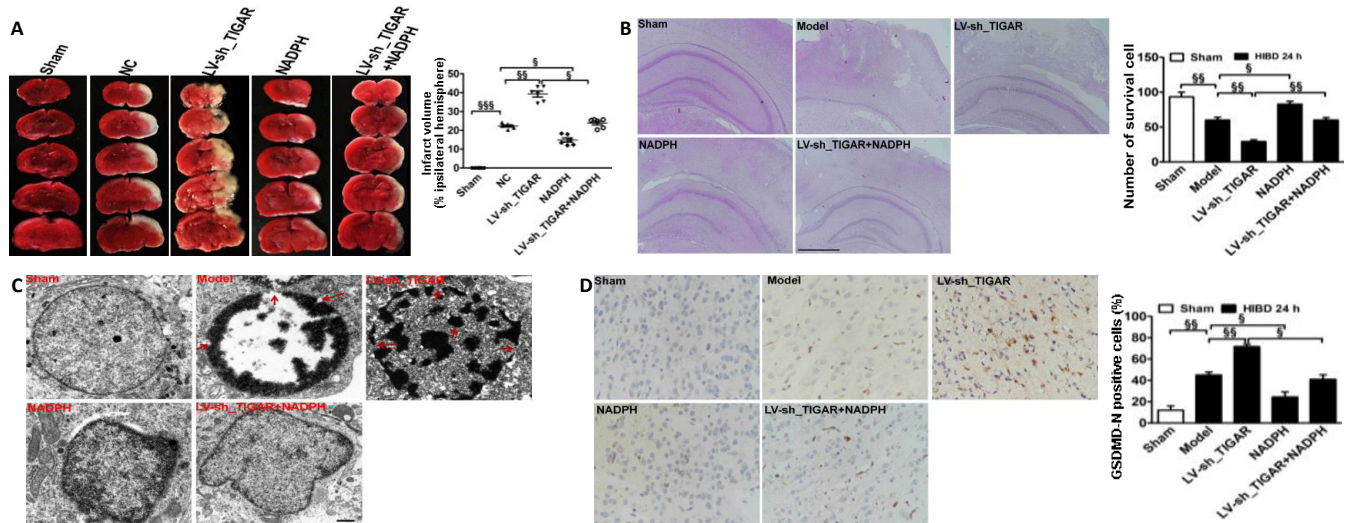 A
Sham
NC
LV-sh_TIGAR
NADPH
LV-sh_TIGAR
+NADPH
Infarct volume
(% ipsilateral hemisphere)
50
40
30
20
10
0
§§§
§§
§
§
Sham
NC
LV-sh_TIGAR
NADPH
LV-sh_TIGAR+NADPH
B
Sham
Model
LV-sh_TIGAR
NADPH
LV-sh_TIGAR+NADPH
Number of survival cell
Sham
HIBD 24 h
150
100
50
0
§§
§§
§
§§
Sham
Model
LV-sh_TIGAR
NADPH
LV-sh_TIGAR+NADPH
C
Sham
Model
LV-sh_TIGAR
NADPH
LV-sh_TIGAR+NADPH
D
Sham
Model
LV-sh_TIGAR
NADPH
LV-sh_TIGAR+NADPH
GSDMD-N positive cells (%)
Sham
HIBD 24 h
100
80
60
40
20
0
§§
§§
§
§
Sham
Model
LV-sh_TIGAR
NADPH
LV-sh_TIGAR+NADPH